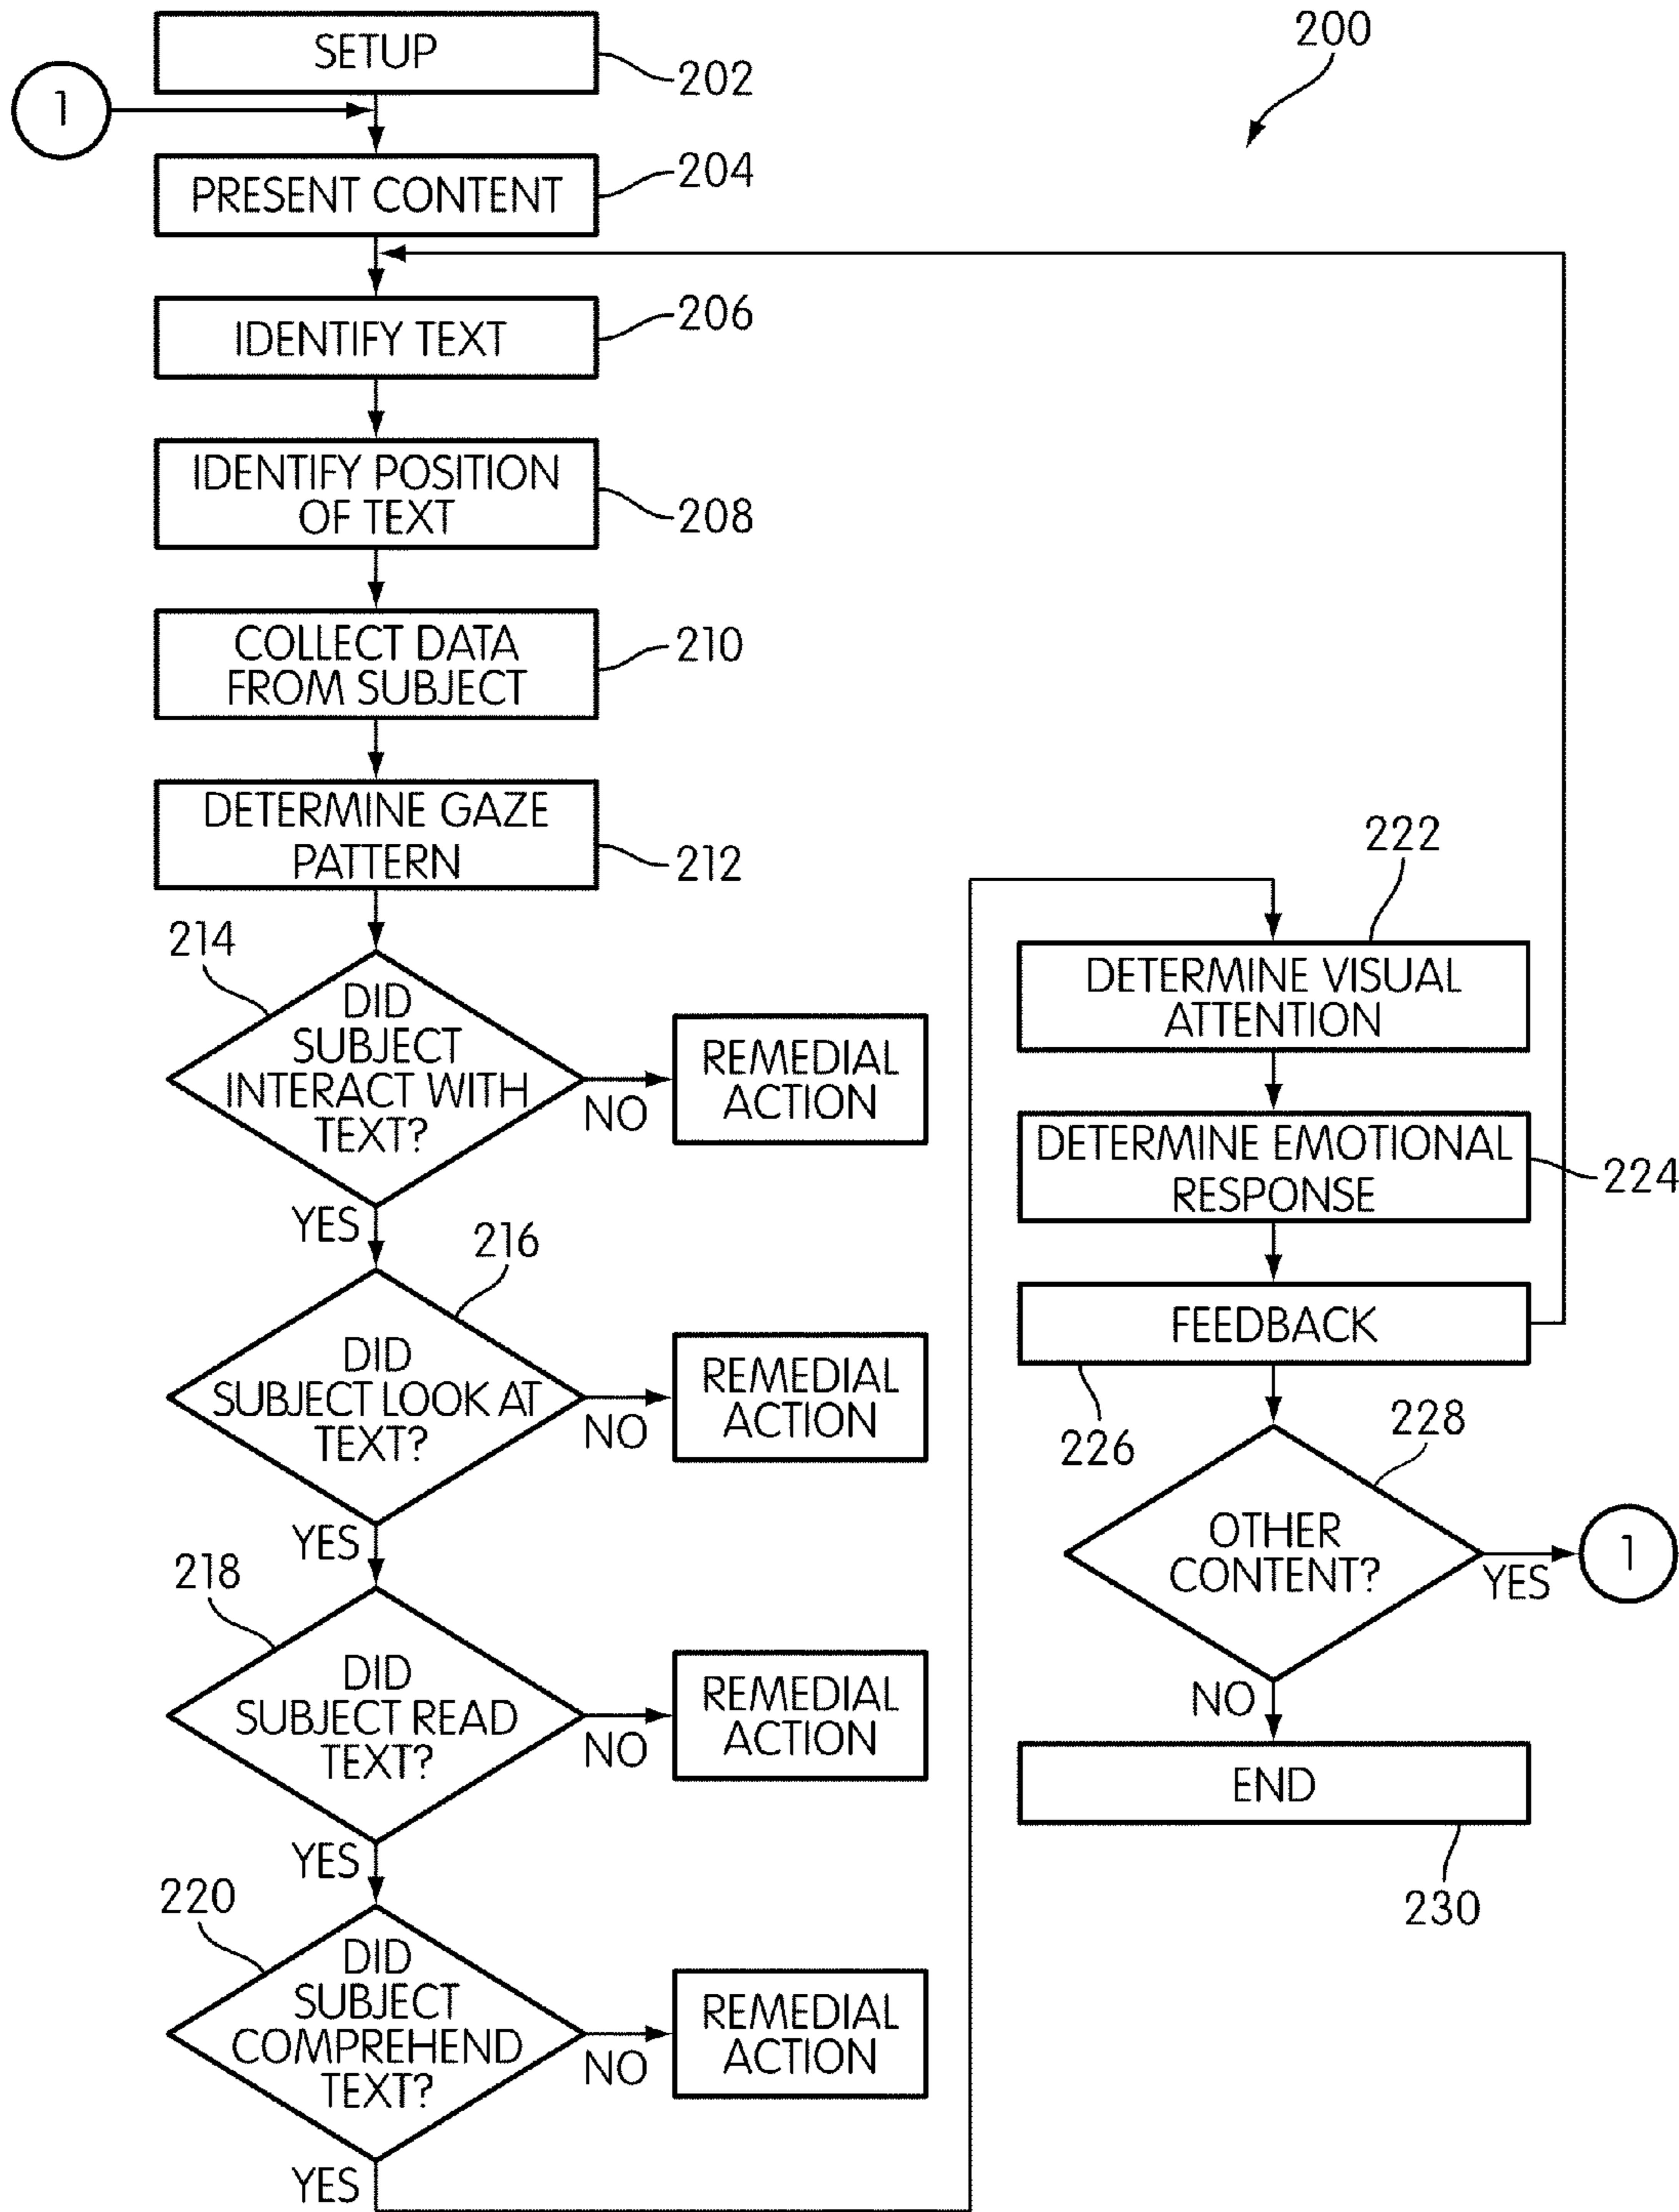 SETUP
202
200
1
PRESENT CONTENT
204
IDENTIFY TEXT
206
IDENTIFY POSITION
OF TEXT
208
COLLECT DATA
FROM SUBJECT
210
DETERMINE GAZE
PATTERN
212
214
DID
SUBJECT
INTERACT WITH
TEXT?
NO
REMEDIAL
ACTION
YES
216
DID
SUBJECT LOOK AT
TEXT?
NO
REMEDIAL
ACTION
YES
218
DID
SUBJECT READ
TEXT?
NO
REMEDIAL
ACTION
YES
220
DID
SUBJECT
COMPREHEND
TEXT?
NO
REMEDIAL
ACTION
YES
222
DETERMINE VISUAL
ATTENTION
DETERMINE EMOTIONAL
RESPONSE
224
FEEDBACK
226
228
OTHER
CONTENT?
YES
1
NO
END
230